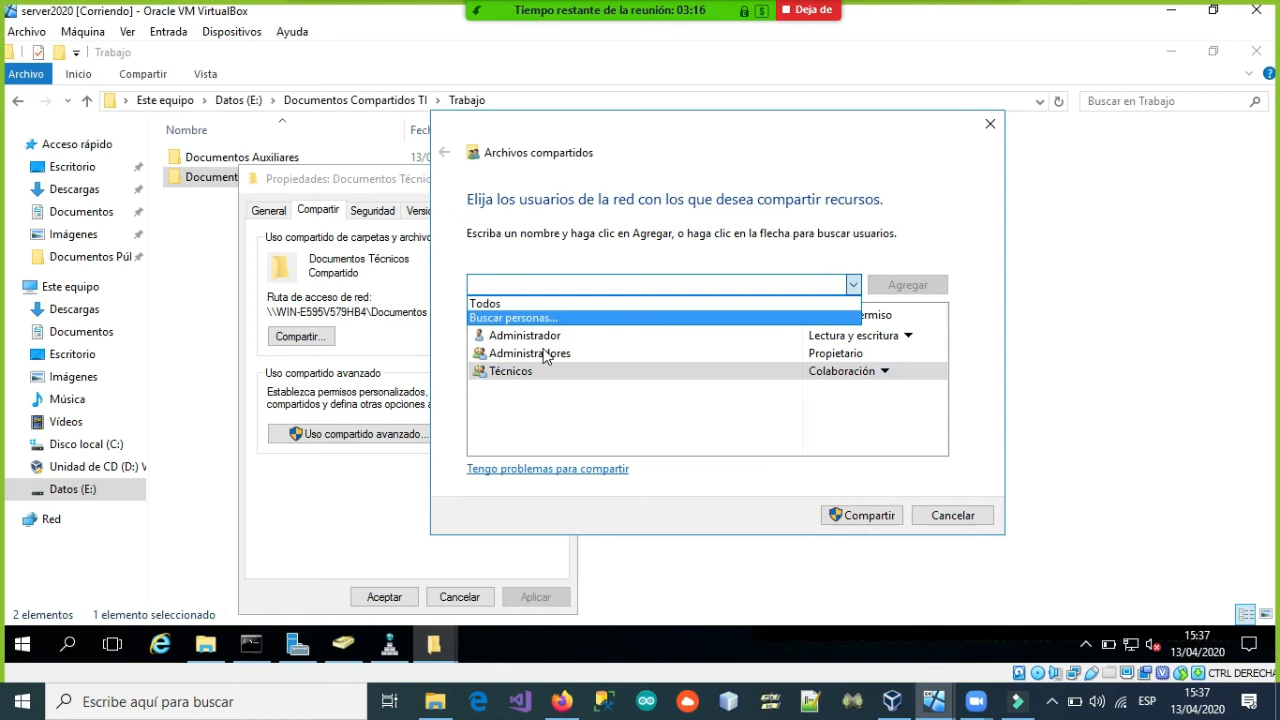 server2020 [Corriendo] - Oracle VM VirtualBox
Tiempo restante de la reunión: 03:16
Deja de
Archivo Máquina Ver Entrada Dispositivos Ayuda
Trabajo
Archivo Inicio Compartir Vista
Este equipo › Datos (E:) › Documentos Compartidos TI › Trabajo
Buscar en Trabajo
Nombre
Documentos Auxiliares
Acceso rápido
Escritorio
Descargas
Documentos
Imágenes
Documentos Púl
Este equipo
Descargas
Documentos
Escritorio
Imágenes
Música
Vídeos
Disco local (C:)
Unidad de CD (D:) V
Datos (E:)
Red
Propiedades: Documentos Técnic
General Compartir Seguridad
Uso compartido de carpetas y archivo
Documentos Técnicos
Compartido
Ruta de acceso de red:
\\WIN-E595V579HB4\Documentos
Compartir...
Uso compartido avanzado
Establezca permisos personalizados,
compartidos y defina otras opciones
Uso compartido avanzado...
Aceptar Cancelar Aplicar
Archivos compartidos
Elija los usuarios de la red con los que desea compartir recursos.
Escriba un nombre y haga clic en Agregar, o haga clic en la flecha para buscar usuarios.
Agregar
Todos
Buscar personas...
Administrador Lectura y escritura
Administradores Propietario
Técnicos Colaboración
Tengo problemas para compartir
Compartir Cancelar
2 elementos 1 elemento seleccionado
15:37
13/04/2020
CTRL DERECHA
Escribe aquí para buscar
ESP
15:37
13/04/2020